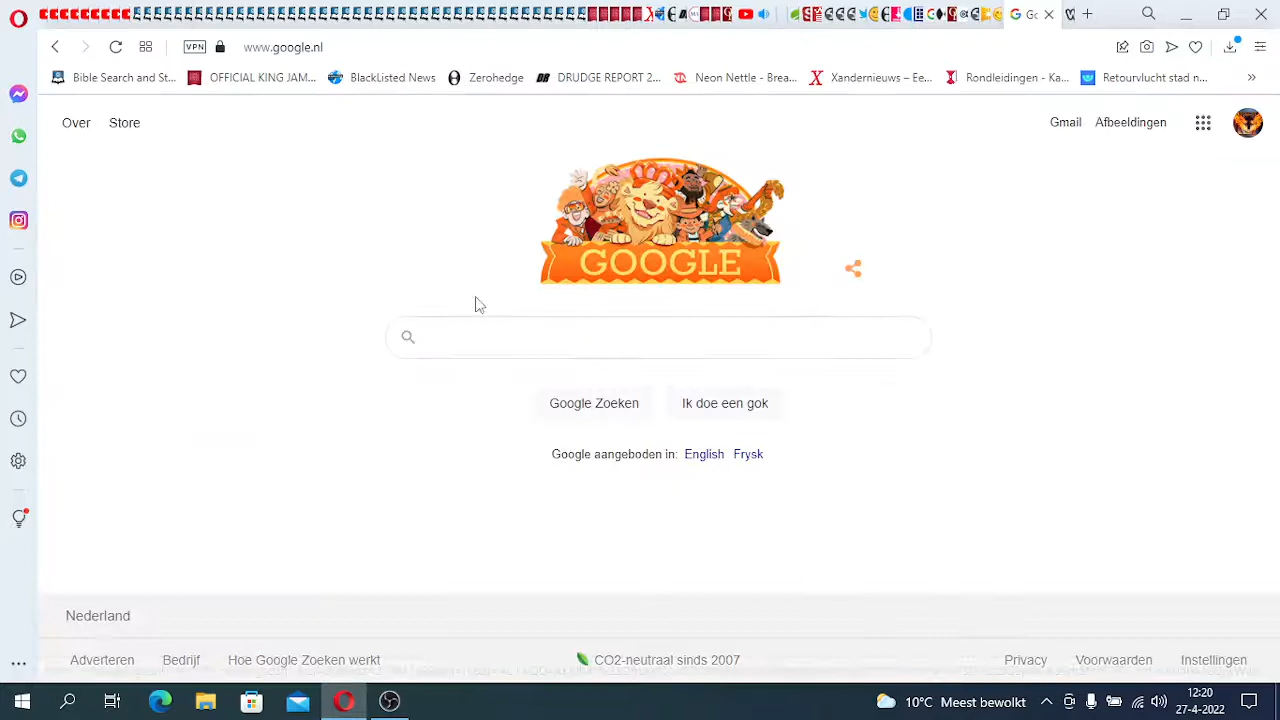 Go
VPN
www.google.nl
Bible Search and St...
OFFICIAL KING JAM...
BlackListed News
Zerohedge
DRUDGE REPORT 2...
Neon Nettle - Brea...
Xandernieuws – Ee...
Rondleidingen - Ka...
Retourvlucht stad n...
Over
Store
Gmail
Afbeeldingen
GOOGLE
Google Zoeken
Ik doe een gok
Google aangeboden in: English Frysk
Nederland
Adverteren
Bedrijf
Hoe Google Zoeken werkt
CO2-neutraal sinds 2007
Privacy
Voorwaarden
Instellingen
10°C Meest bewolkt
12:20
27-4-2022